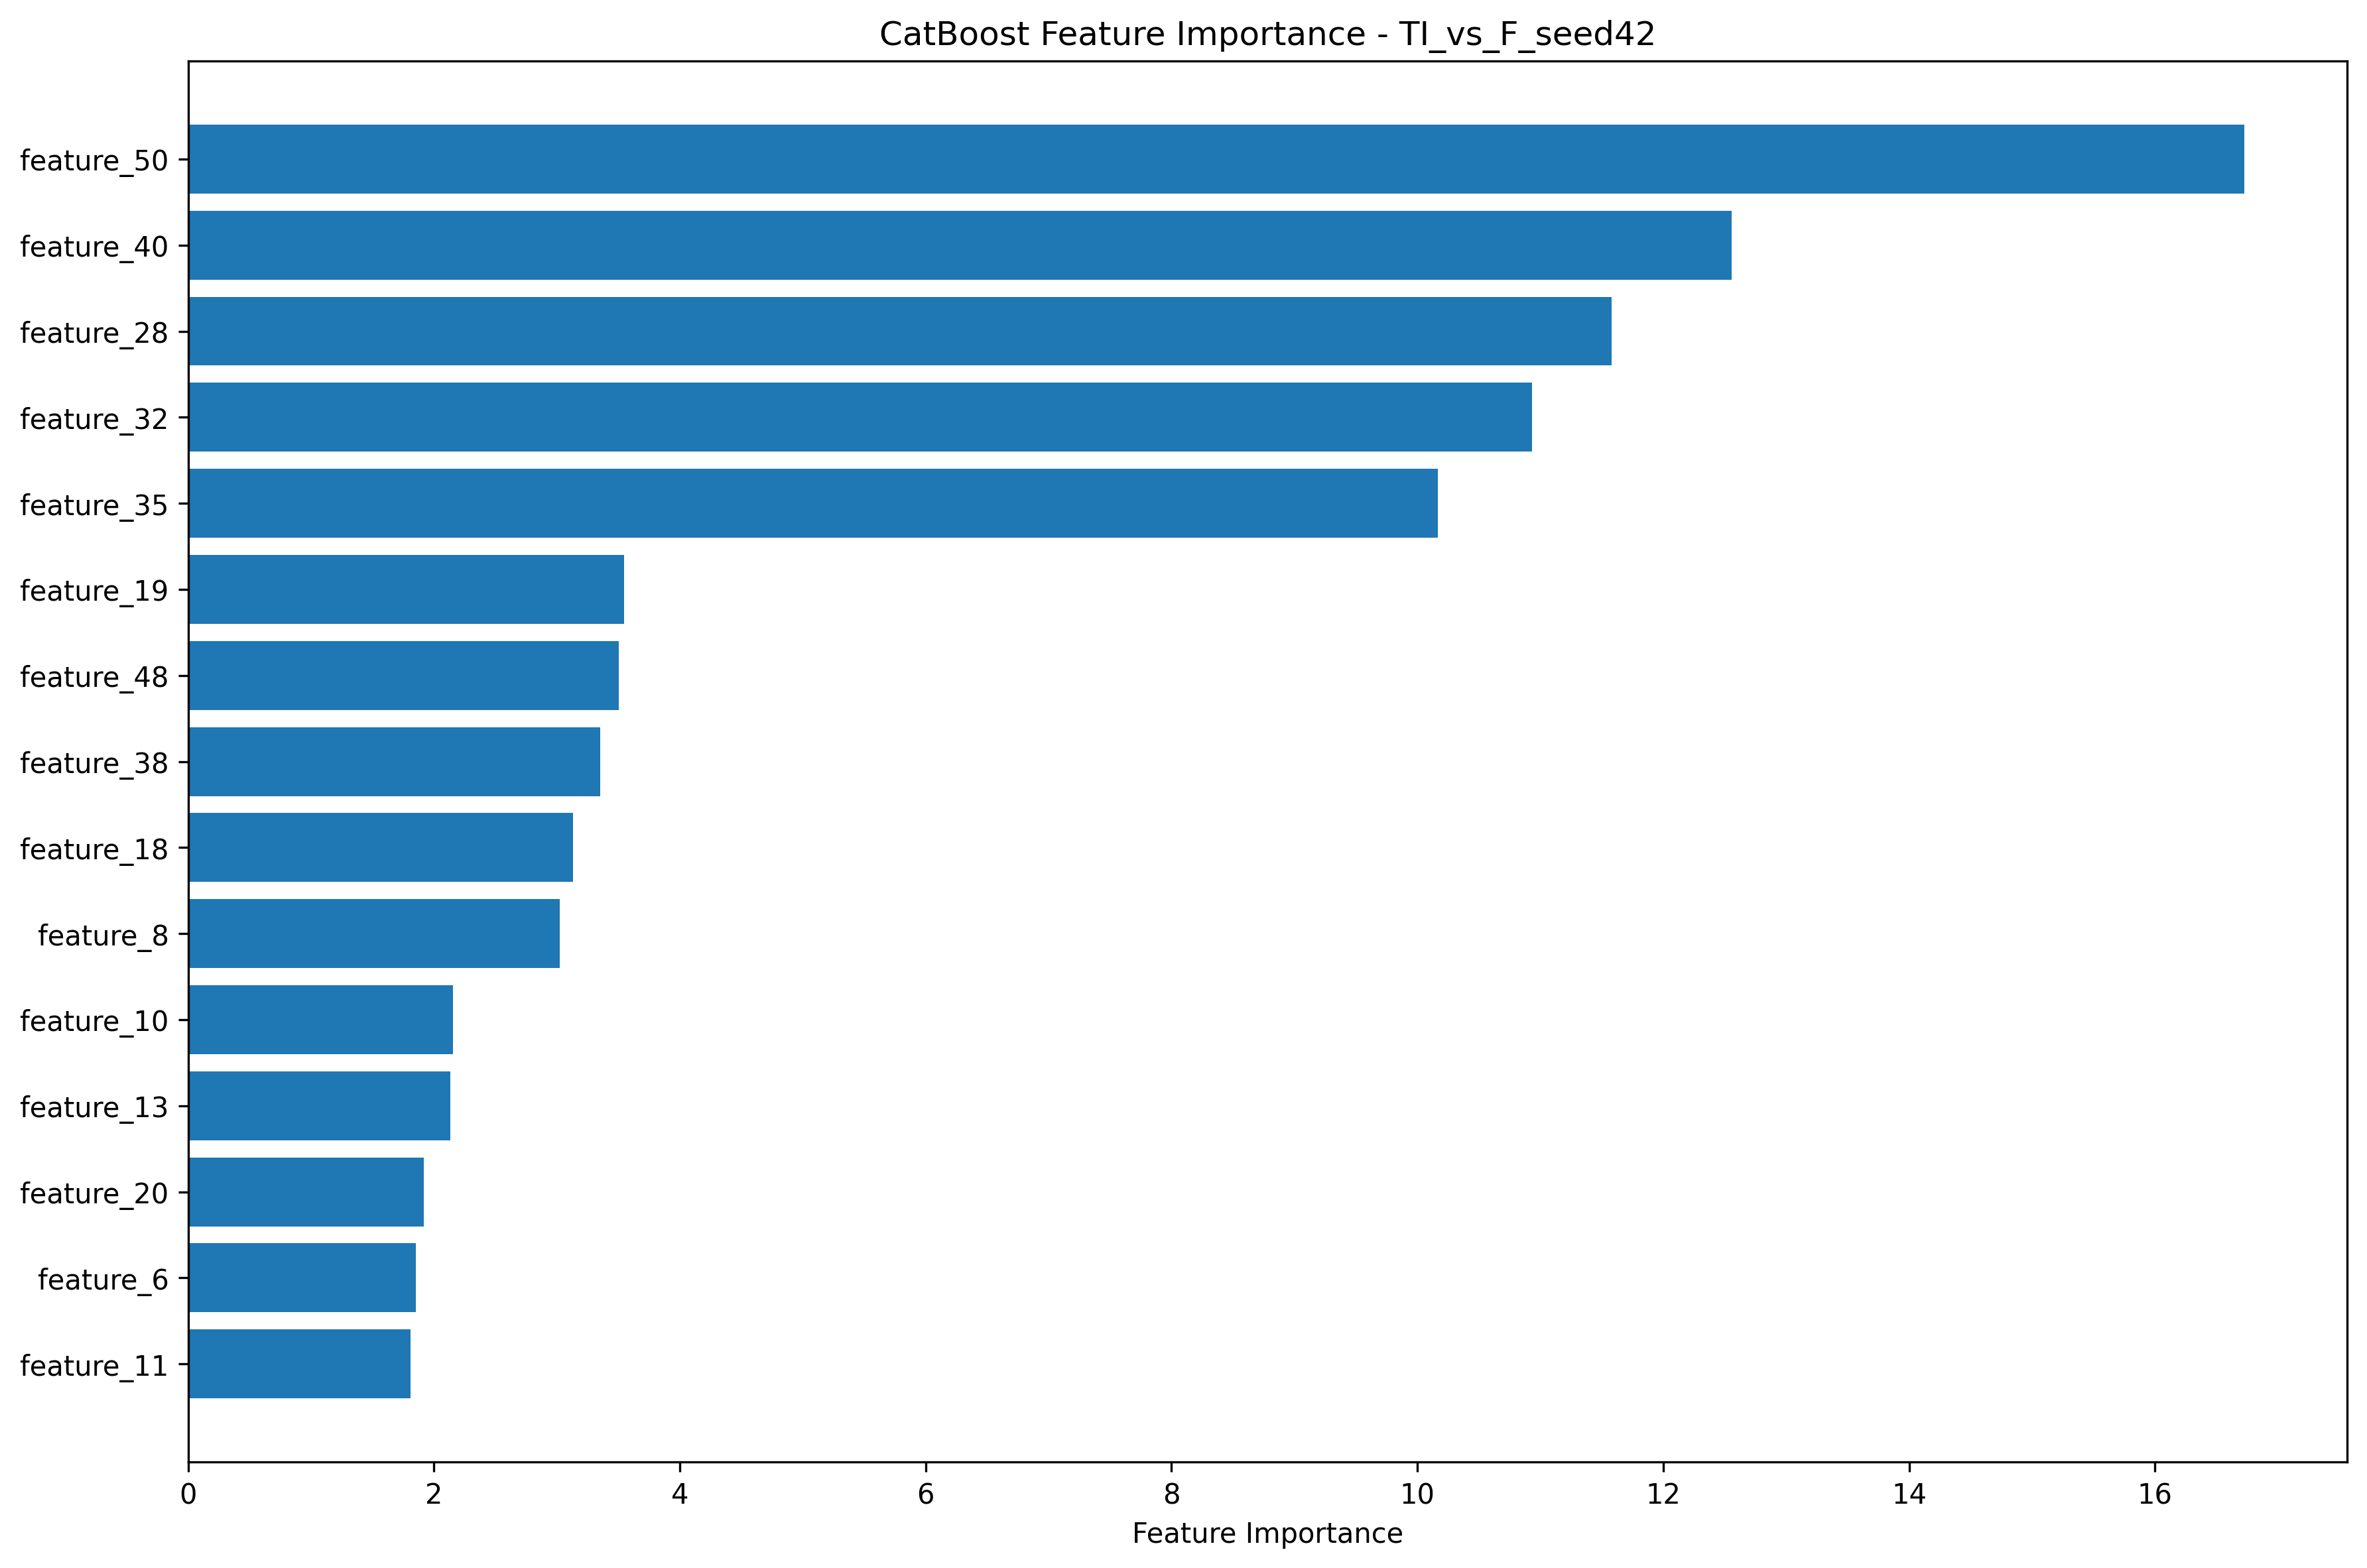 CatBoost Feature Importance - TI_vs_F_seed42
feature_50
feature_40
feature_28
feature_32
feature_35
feature_19
feature_48
feature_38
feature_18
feature_8
feature_10
feature_13
feature_20
feature_6
feature_11
0 2 4 6 8 10 12 14 16
Feature Importance